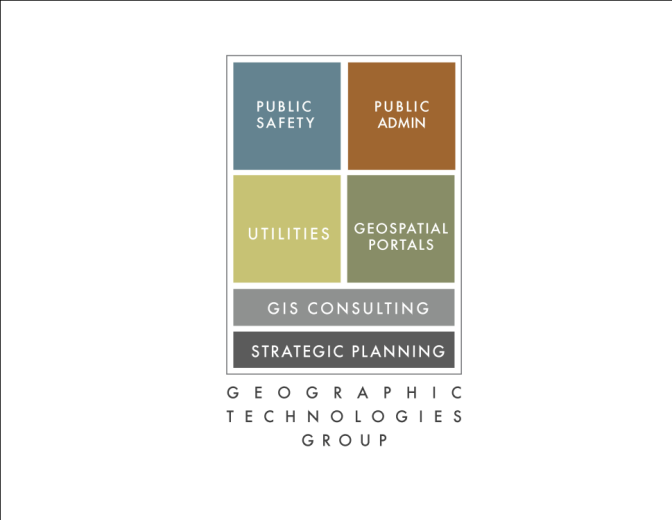 PUBLIC
SAFETY
PUBLIC
ADMIN
UTILITIES
GEOSPATIAL
PORTALS
GIS CONSULTING
STRATEGIC PLANNING
GEOGRAPHIC
TECHNOLOGIES
GROUP